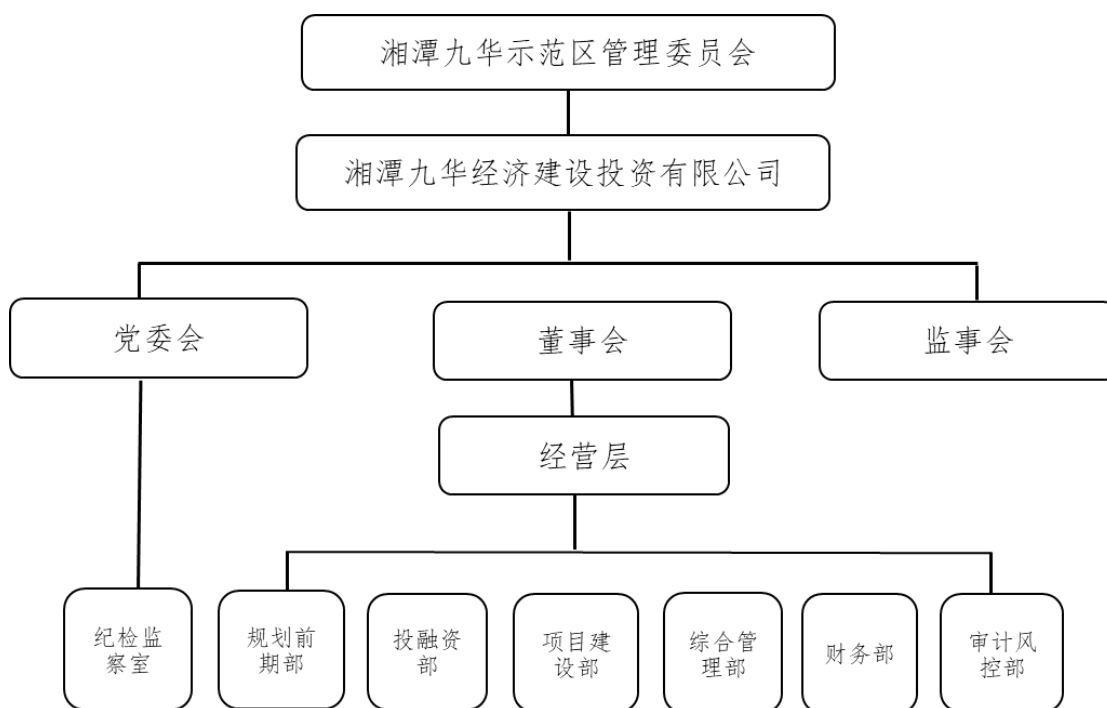 湘潭九华示范区管理委员会
湘潭九华经济建设投资有限公司
党委会
董事会
监事会
经营层
纪检监
察室
规划前
期部
投融资
部
项目建
设部
综合管
理部
财务部
审计风
控部